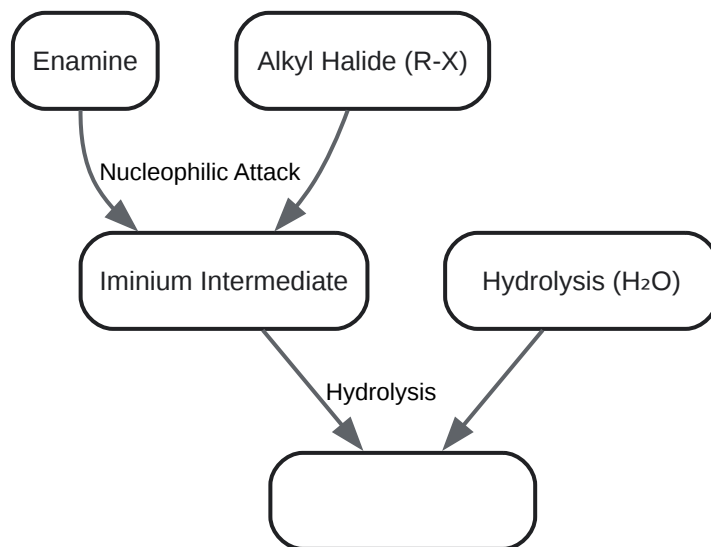 Enamine
Alkyl Halide (R-X)
Nucleophilic Attack
Iminium Intermediate
Hydrolysis (H₂O)
Hydrolysis